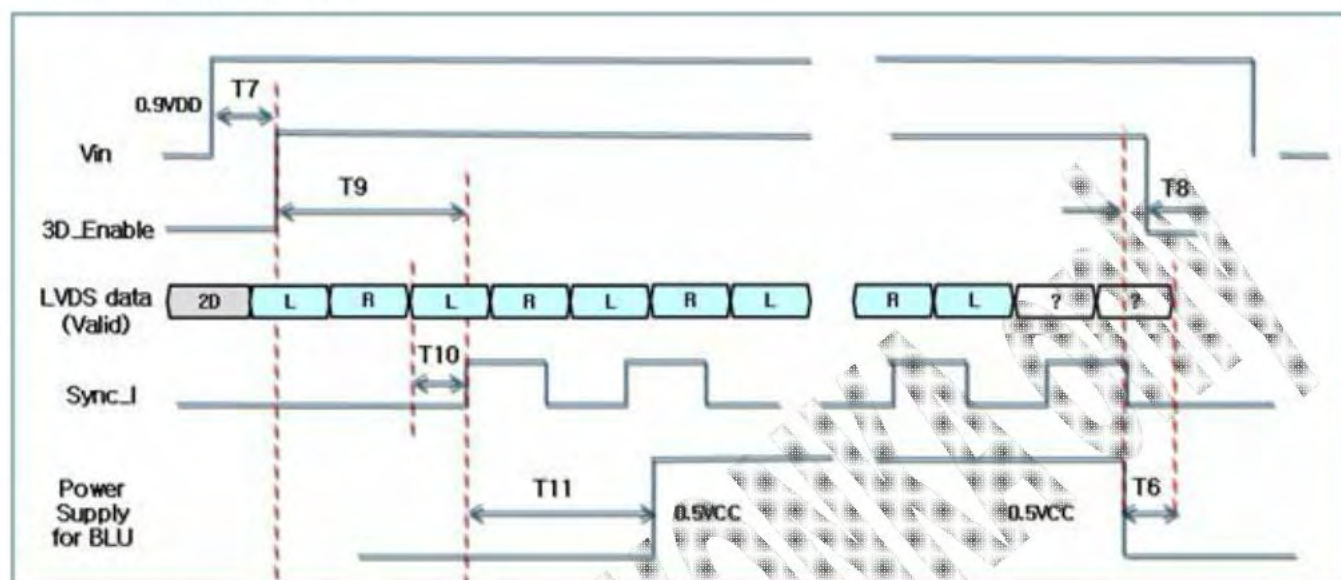 T7
0.9VDD
Vin
T9
T8
3D_Enable
LVDS data
(Valid)
2D L R L R L R L R L ? ?
T10
Sync_I
Power
Supply
for BLU
T11
0.5VCC
0.5VCC
T6